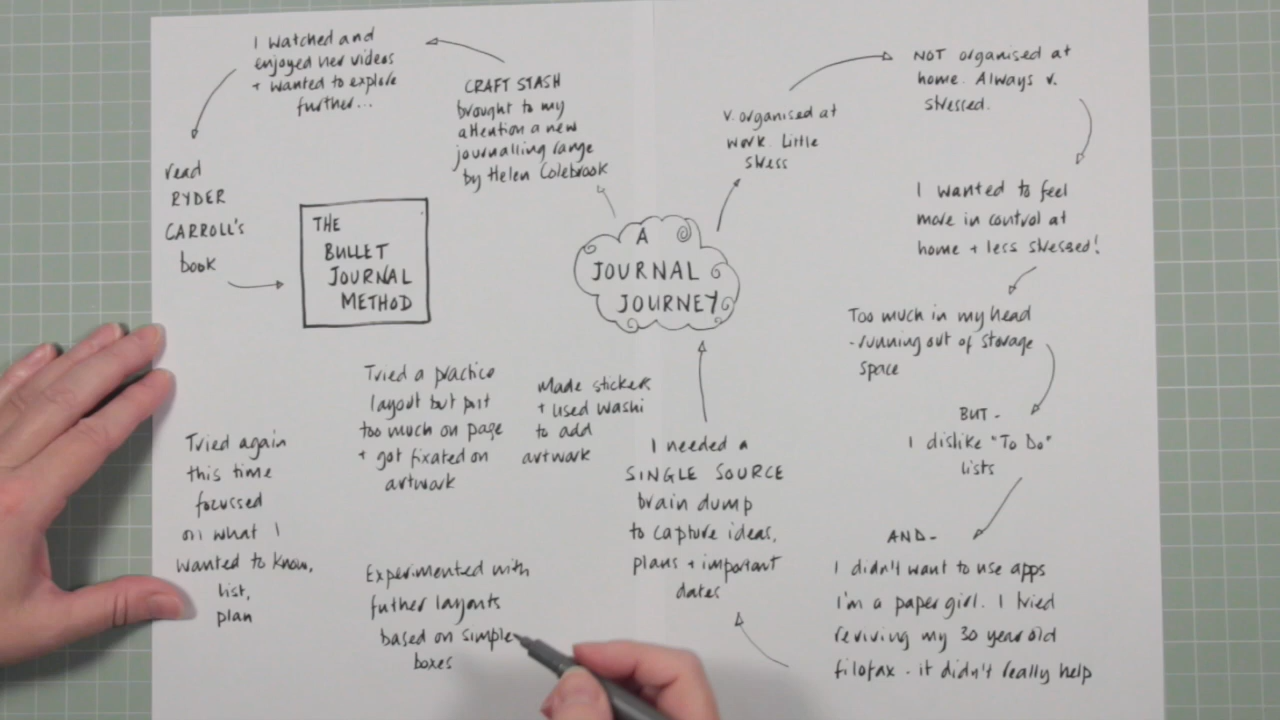 A
JOURNAL
JOURNEY
V. organised at
work. Little
stress
NOT organised at
home. Always v.
stressed.
I wanted to feel
more in control at
home + less stressed!
Too much in my head
- running out of storage
space
BUT -
I dislike "To Do"
lists
AND -
I didn't want to use apps
I'm a paper girl. I tried
reviving my 30 year old
filofax - it didn't really help
I needed a
SINGLE SOURCE
brain dump
to capture ideas,
plans + important
dates
CRAFT STASH
brought to my
attention a new
journalling range
by Helen Colebrook
I watched and
enjoyed her videos
+ wanted to explore
further...
read
RYDER
CARROLL'S
book
THE
BULLET
JOURNAL
METHOD
Tried a practice
layout but put
too much on page
+ got fixated on
artwork
Made stickers
+ used washi
to add
artwork
Tried again
this time
focussed
on what I
wanted to know,
list,
plan
Experimented with
futher layouts
based on simple
boxes